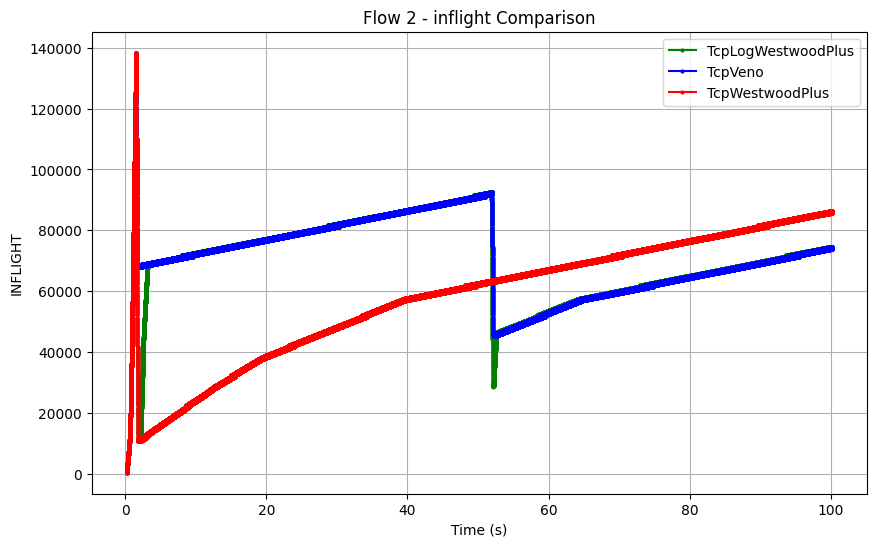 Flow 2 - inflight Comparison
TcpLogWestwoodPlus
TcpVeno
TcpWestwoodPlus
140000
120000
100000
80000
60000
40000
20000
0
INFLIGHT
0 20 40 60 80 100
Time (s)